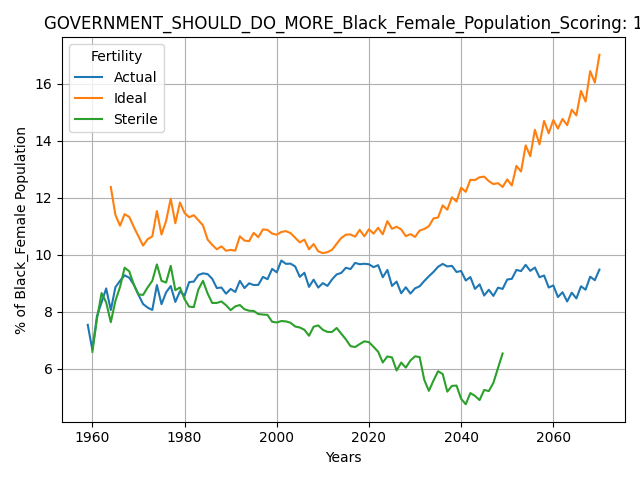 GOVERNMENT_SHOULD_DO_MORE_Black_Female_Population_Scoring: 1
Fertility
Actual
Ideal
Sterile
% of Black_Female Population
16
14
12
10
8
6
1960 1980 2000 2020 2040 2060
Years